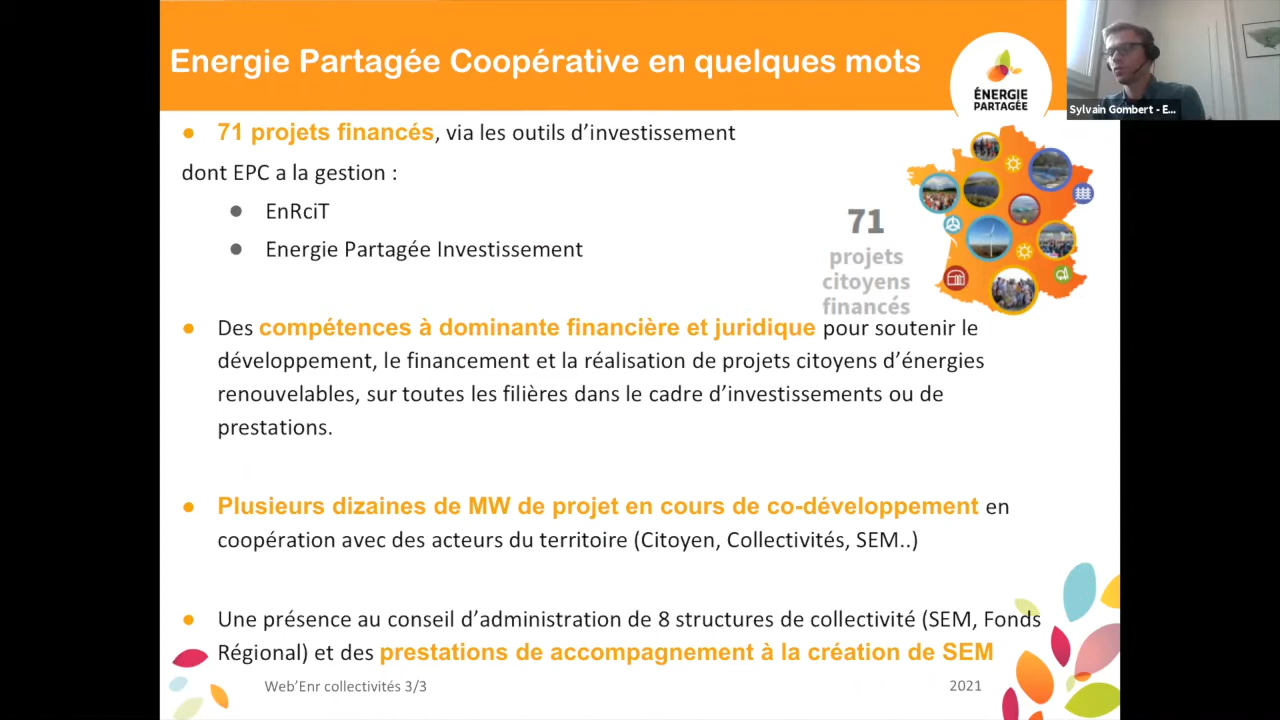 Energie Partagée Coopérative en quelques mots
ÉNERGIE
PARTAGÉE
Sylvain Gombert - E...
● 71 projets financés, via les outils d’investissement
dont EPC a la gestion :
● EnRciT
● Energie Partagée Investissement
71
projets
citoyens
financés
● Des compétences à dominante financière et juridique pour soutenir le
développement, le financement et la réalisation de projets citoyens d’énergies
renouvelables, sur toutes les filières dans le cadre d’investissements ou de
prestations.
● Plusieurs dizaines de MW de projet en cours de co-développement en
coopération avec des acteurs du territoire (Citoyen, Collectivités, SEM..)
● Une présence au conseil d’administration de 8 structures de collectivité (SEM, Fonds
Régional) et des prestations de accompagnement à la création de SEM
Web’Enr collectivités 3/3
2021